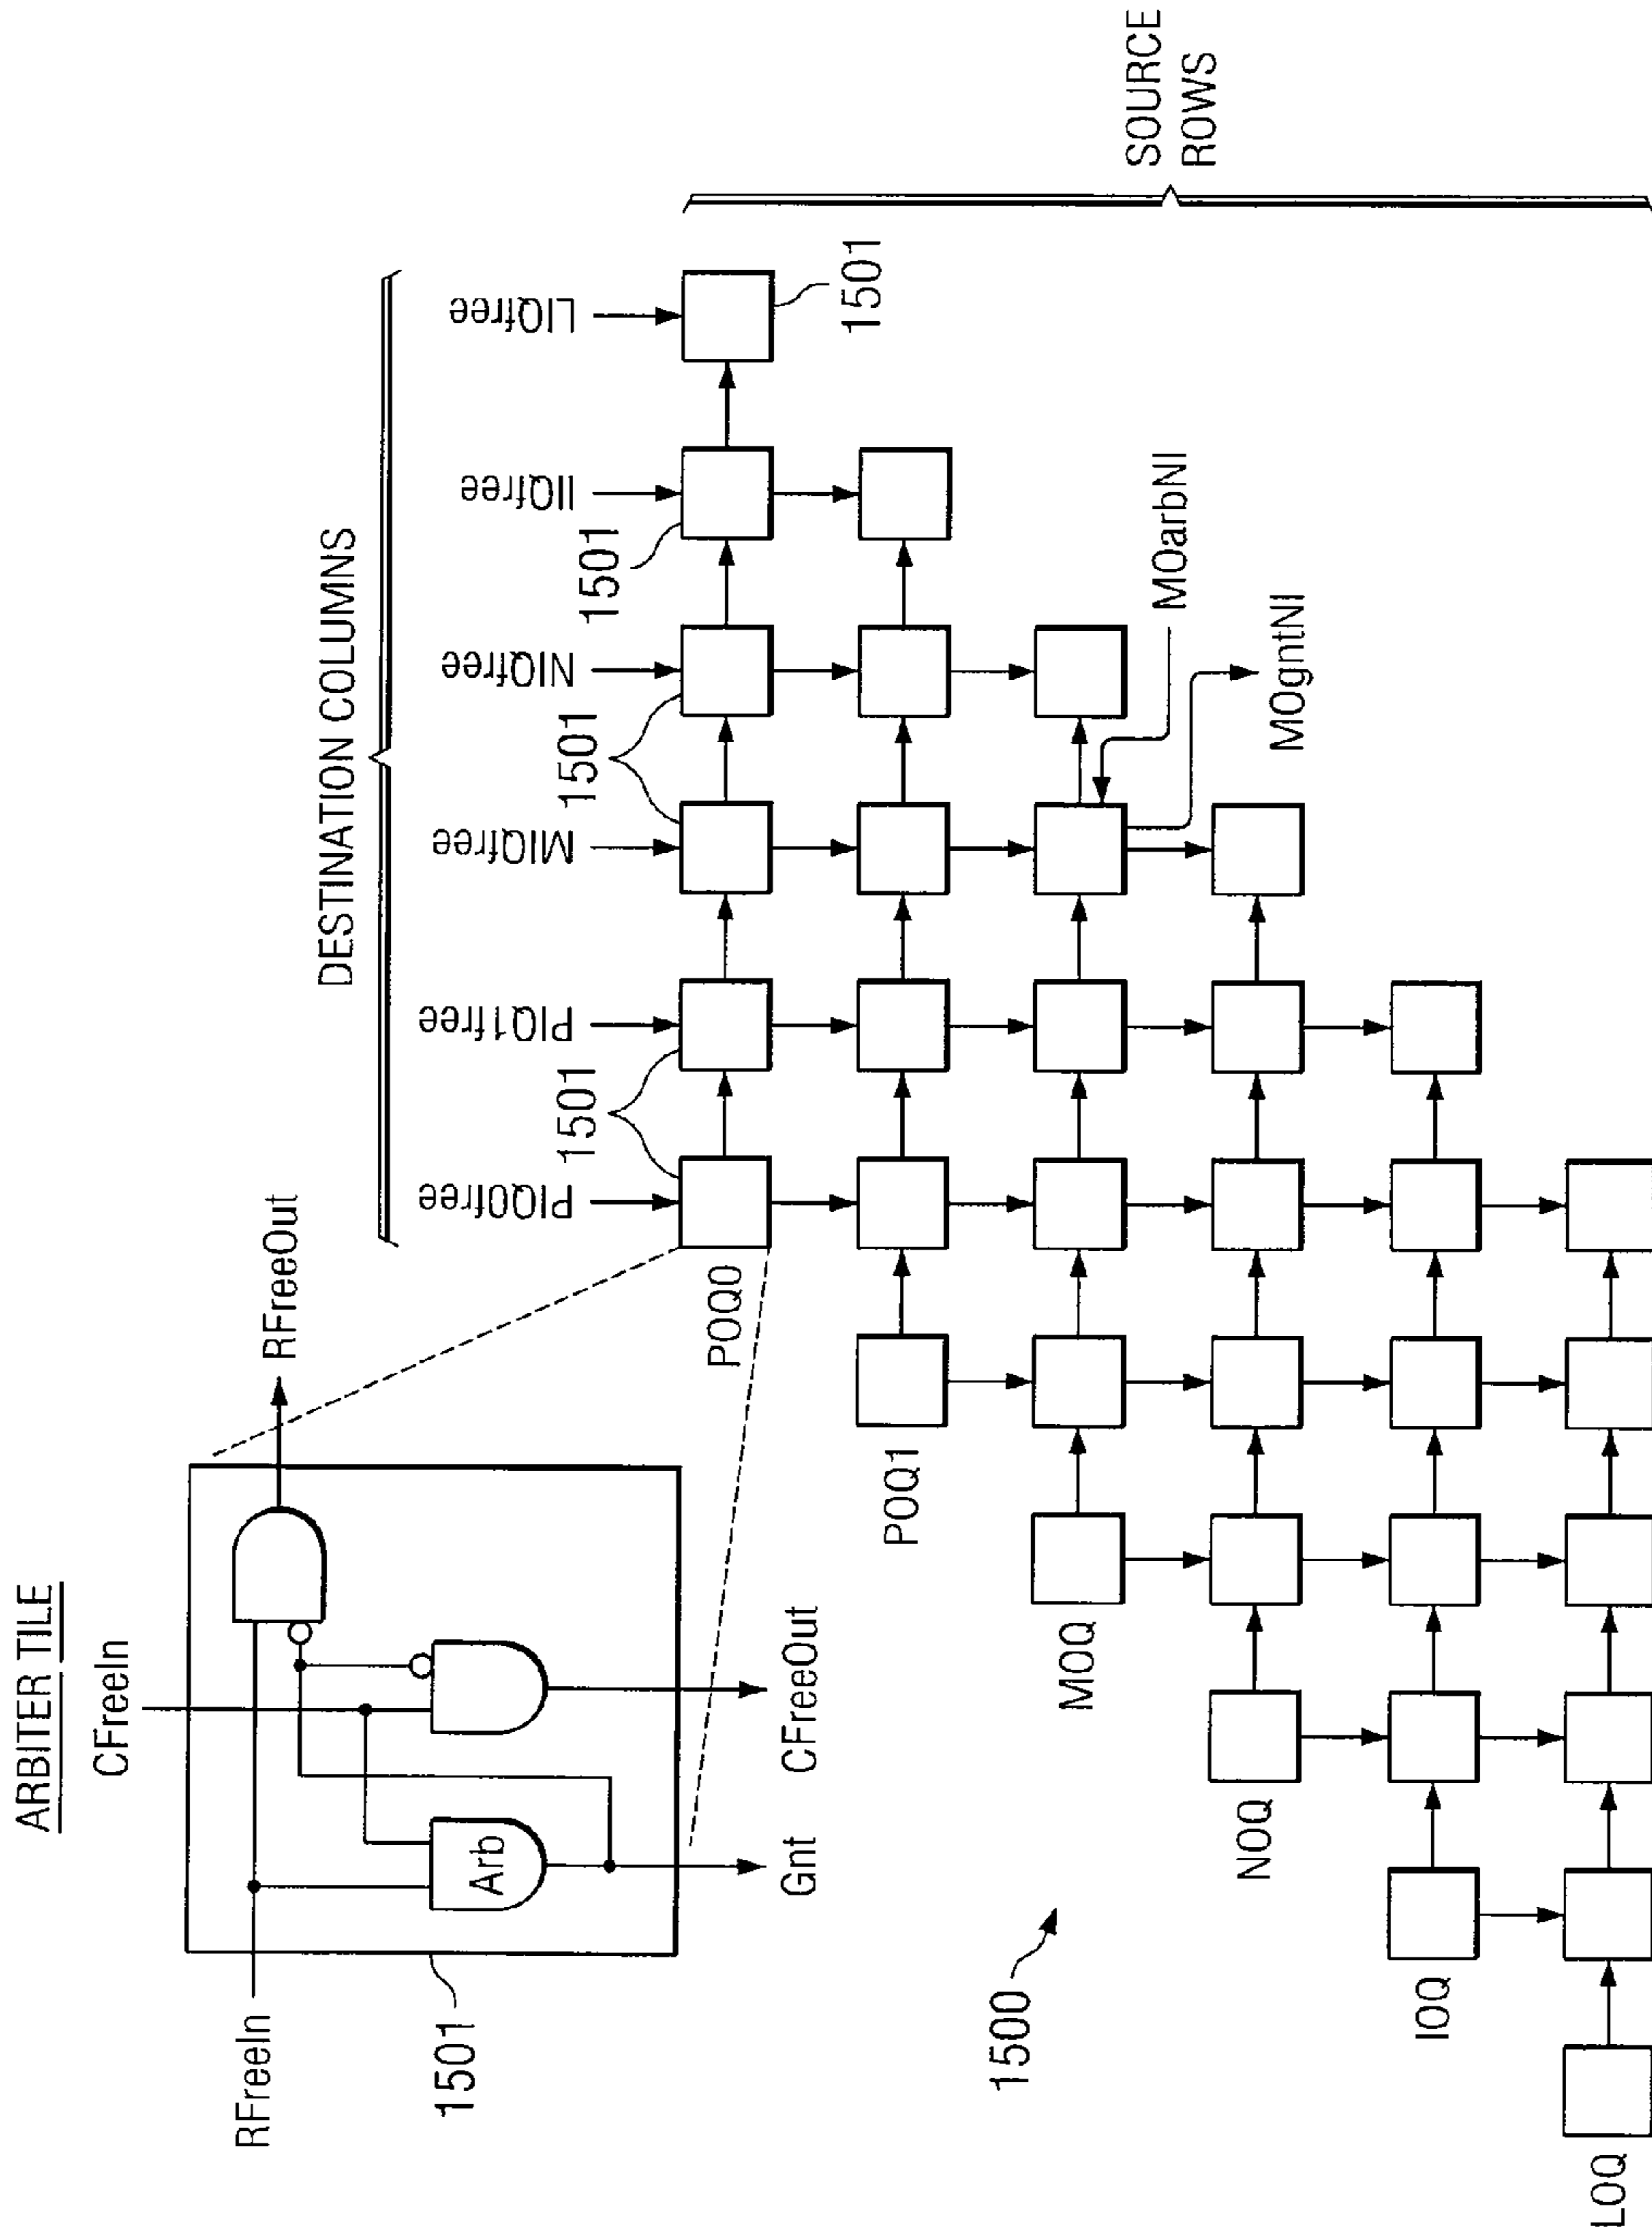 ARBITER TILE
CFreeIn
RFreeIn
RFreeOut
Arb
Gnt
CFreeOut
1501
1500
DESTINATION COLUMNS
PIQ0free
PIQ1free
MIQfree
NIQfree
IIQfree
LIQfree
1501
1501
1501
1501
SOURCE
ROWS
POQ0
POQ1
MOQ
NOQ
IOQ
LOQ
MOarbNI
MOgntNI